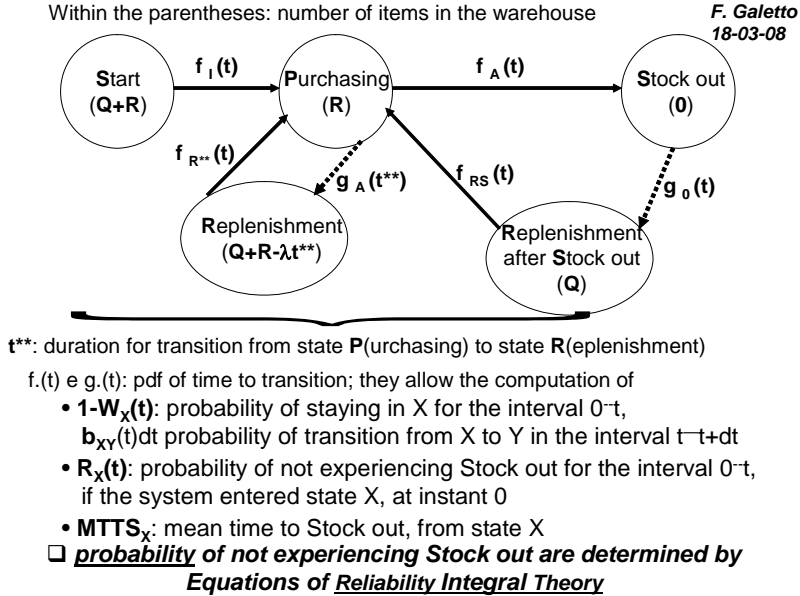 Within the parentheses: number of items in the warehouse
F. Galetto
18-03-08
Start
(Q+R)
f I (t)
Purchasing
(R)
f A (t)
Stock out
(0)
f R** (t)
g A (t**)
f RS (t)
g 0 (t)
Replenishment
(Q+R-λt**)
Replenishment
after Stock out
(Q)
t**: duration for transition from state P(urchasing) to state R(eplenishment)
f.(t) e g.(t): pdf of time to transition; they allow the computation of
• 1-WX(t): probability of staying in X for the interval 0--t,
bXY(t)dt probability of transition from X to Y in the interval t—t+dt
• RX(t): probability of not experiencing Stock out for the interval 0--t,
if the system entered state X, at instant 0
• MTTSX: mean time to Stock out, from state X
❑ probability of not experiencing Stock out are determined by
Equations of Reliability Integral Theory